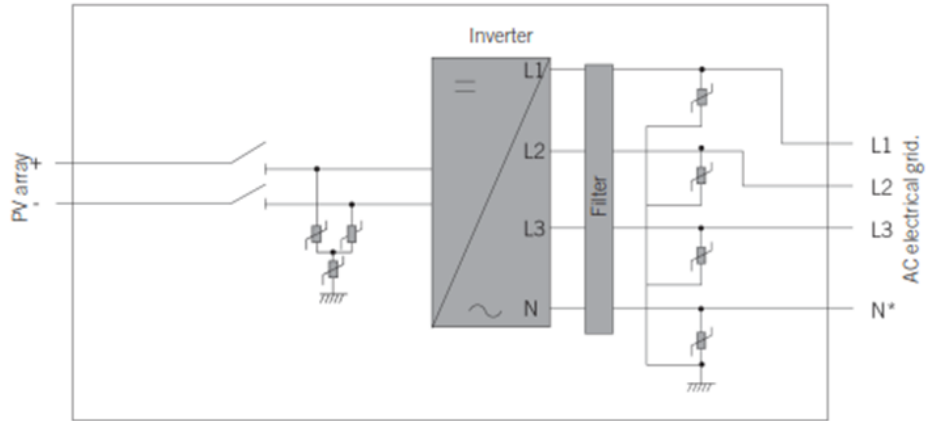 Inverter
PV array
+
-
L1
L2
L3
N
Filter
L1
L2
L3
N*
AC electrical grid.